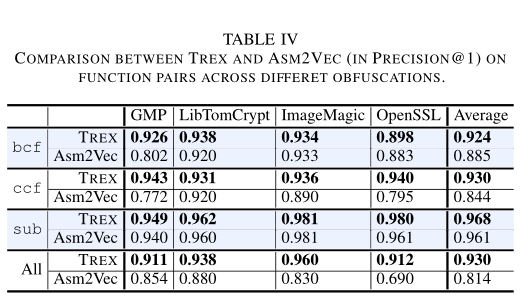 TABLE IV
COMPARISON BETWEEN TREX AND ASM2VEC (IN PRECISION@1) ON
FUNCTION PAIRS ACROSS DIFFERET OBFUSCATIONS.
GMP LibTomCrypt ImageMagic OpenSSL Average
bcf TREX 0.926 0.938 0.934 0.898 0.924
Asm2Vec 0.802 0.920 0.933 0.883 0.885
ccf TREX 0.943 0.931 0.936 0.940 0.930
Asm2Vec 0.772 0.920 0.890 0.795 0.844
sub TREX 0.949 0.962 0.981 0.980 0.968
Asm2Vec 0.940 0.960 0.981 0.961 0.961
All TREX 0.911 0.938 0.960 0.912 0.930
Asm2Vec 0.854 0.880 0.830 0.690 0.814